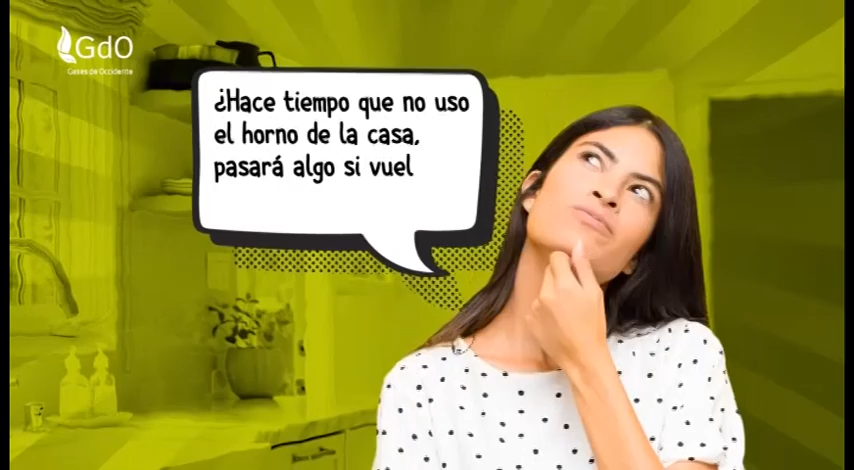 GdO
Gases de Occidente
¿Hace tiempo que no uso
el horno de la casa,
pasará algo si vuel